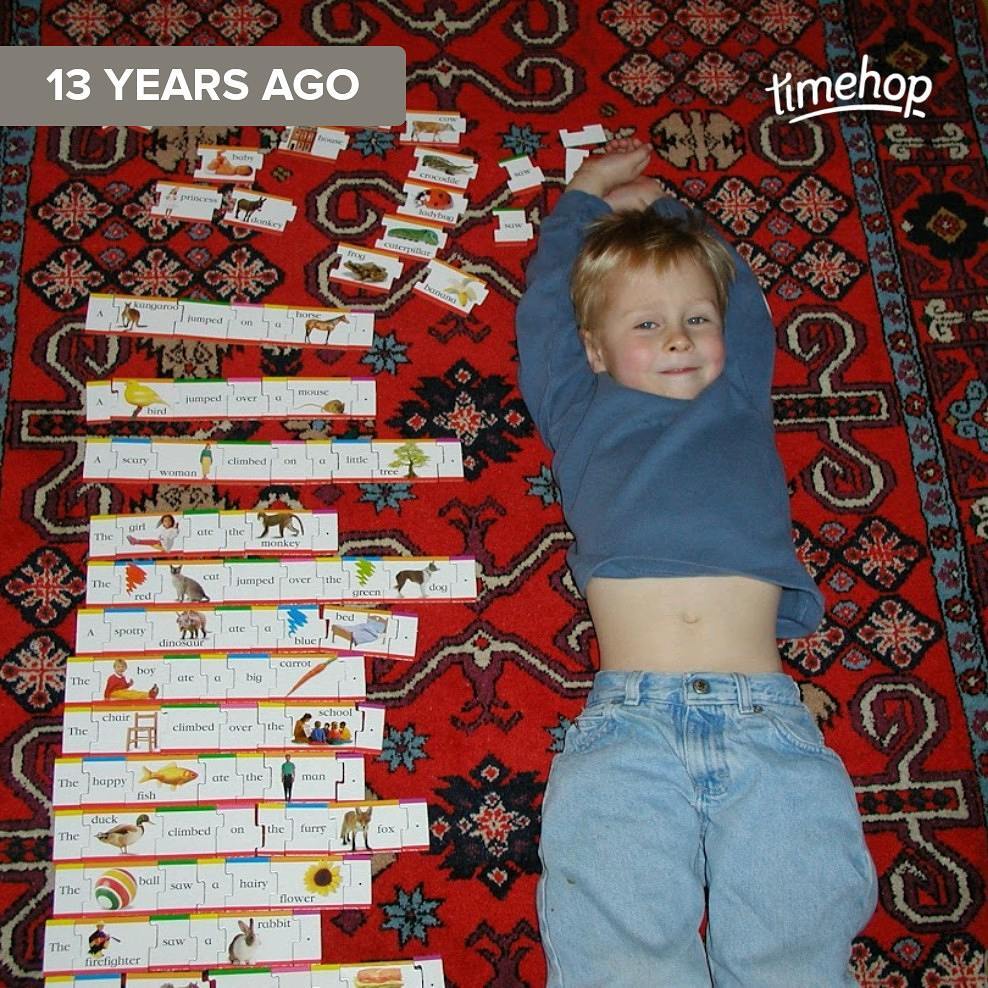 13 YEARS AGO
timehop
cow
house
baby
crocodile
saw
princess
donkey
ladybug
saw
caterpillar
frog
banana
A kangaroo jumped on a horse .
A bird jumped over a mouse .
A scary woman climbed on a little tree .
The girl ate the monkey .
The red cat jumped over the green dog .
A spotty dinosaur ate a blue bed .
The boy ate a big carrot .
The chair climbed over the school .
The happy fish ate the man .
The duck climbed on the furry fox .
The ball saw a hairy flower .
The firefighter saw a rabbit .